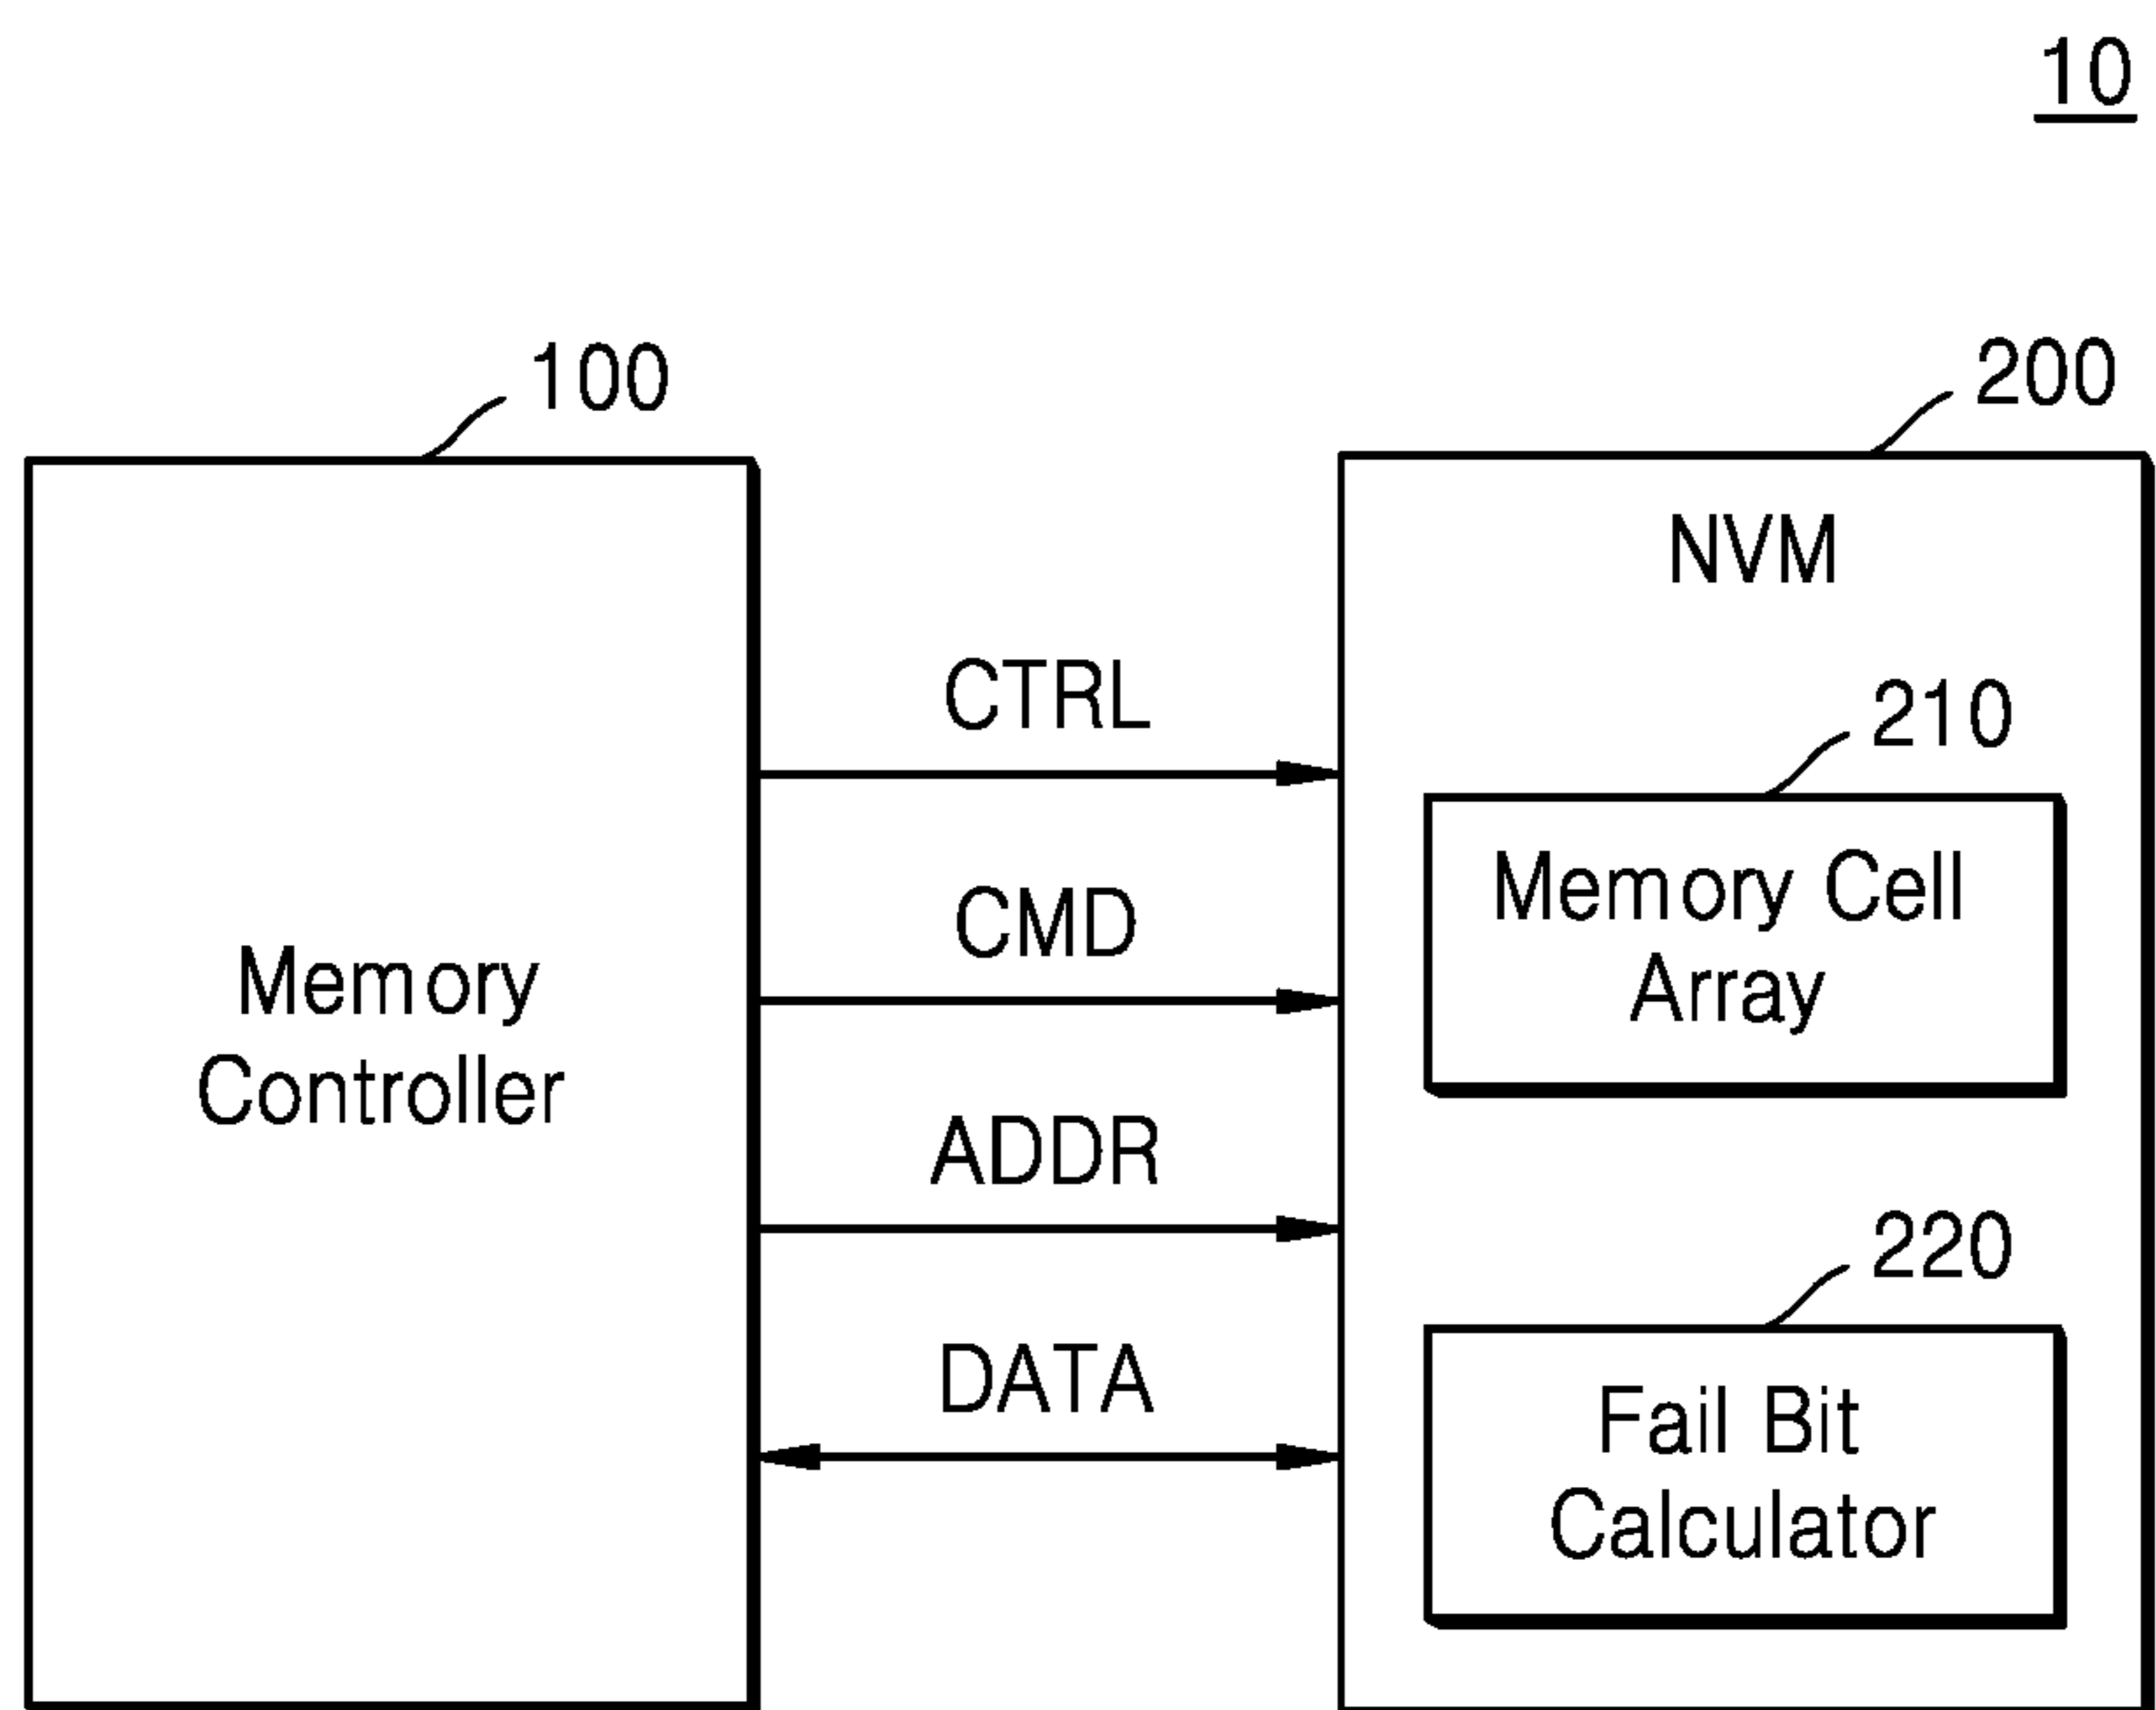 10
100
200
Memory
Controller
CTRL
CMD
ADDR
DATA
NVM
210
Memory Cell
Array
220
Fail Bit
Calculator